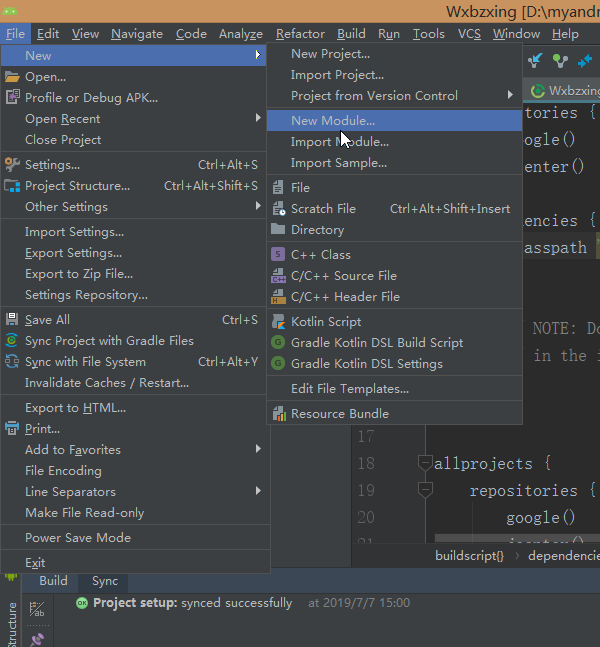 Wxbzxing [D:\myandr
File Edit View Navigate Code Analyze Refactor Build Run Tools VCS Window Help
New
Open...
Profile or Debug APK...
Open Recent
Close Project
Settings... Ctrl+Alt+S
Project Structure... Ctrl+Alt+Shift+S
Other Settings
Import Settings...
Export Settings...
Export to Zip File...
Settings Repository...
Save All Ctrl+S
Sync Project with Gradle Files
Sync with File System Ctrl+Alt+Y
Invalidate Caches / Restart...
Export to HTML...
Print...
Add to Favorites
File Encoding
Line Separators
Make File Read-only
Power Save Mode
Exit
New Project...
Import Project...
Project from Version Control
New Module...
Import Module...
Import Sample...
File
Scratch File Ctrl+Alt+Shift+Insert
Directory
C++ Class
C/C++ Source File
C/C++ Header File
Kotlin Script
Gradle Kotlin DSL Build Script
Gradle Kotlin DSL Settings
Edit File Templates...
Resource Bundle
Wxbzxing
tories {
ogle()
enter()
encies {
asspath
NOTE: Do
in the i
17
18 allprojects {
19 repositories {
20 google()
buildscript{} › dependencie
Build Sync
Project setup: synced successfully at 2019/7/7 15:00
Structure